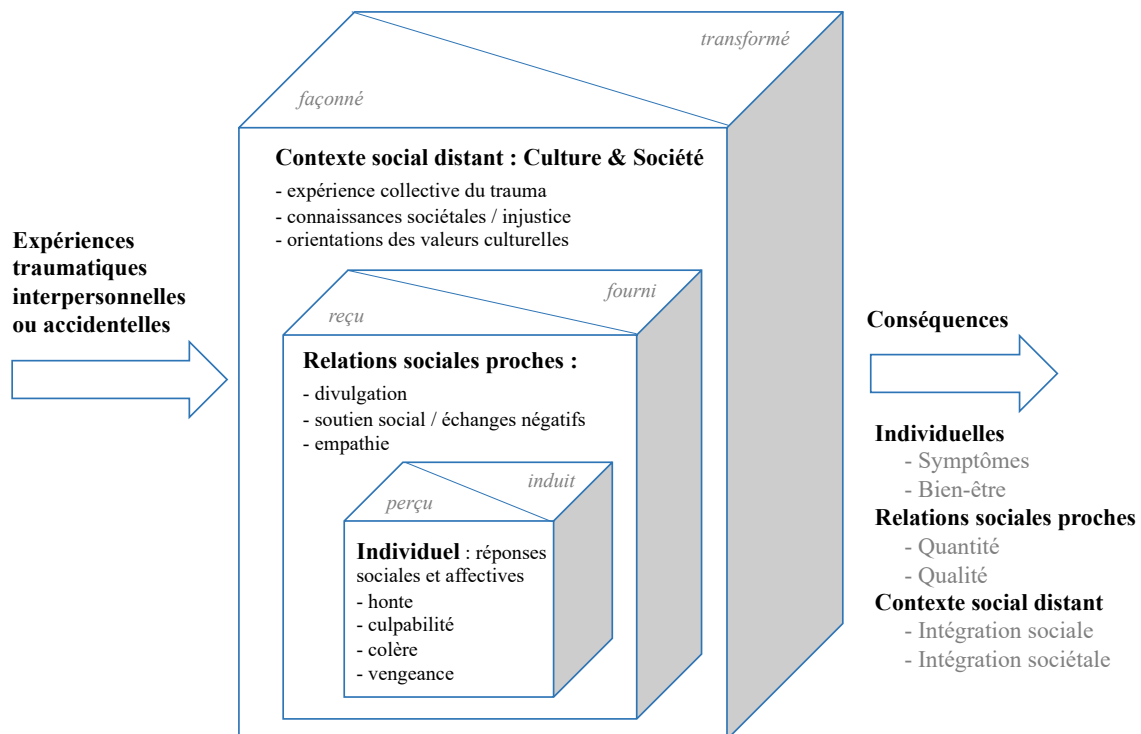 transformé
façonné
Contexte social distant : Culture & Société
- expérience collective du trauma
- connaissances sociétales / injustice
- orientations des valeurs culturelles
Expériences
traumatiques
interpersonnelles
ou accidentelles
fourni
reçu
Relations sociales proches :
- divulgation
- soutien social / échanges négatifs
- empathie
induit
perçu
Individuel : réponses
sociales et affectives
- honte
- culpabilité
- colère
- vengeance
Conséquences
Individuelles
- Symptômes
- Bien-être
Relations sociales proches
- Quantité
- Qualité
Contexte social distant
- Intégration sociale
- Intégration sociétale